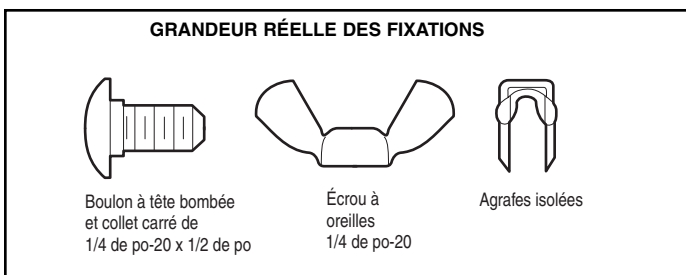 GRANDEUR RÉELLE DES FIXATIONS
Boulon à tête bombée
et collet carré de
1/4 de po-20 x 1/2 de po
Écrou à
oreilles
1/4 de po-20
Agrafes isolées